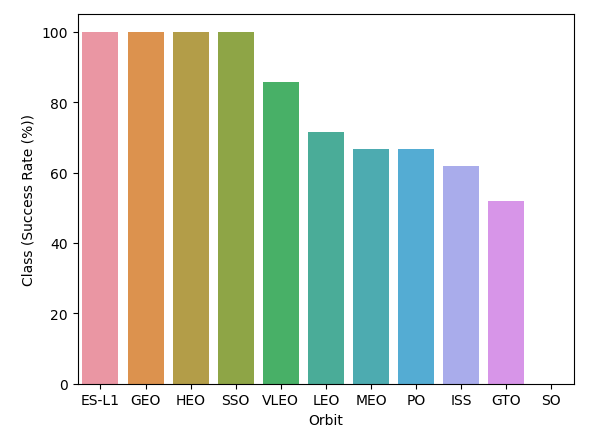 100
80
60
40
20
0
Class (Success Rate (%))
ES-L1 GEO HEO SSO VLEO LEO MEO PO ISS GTO SO
Orbit